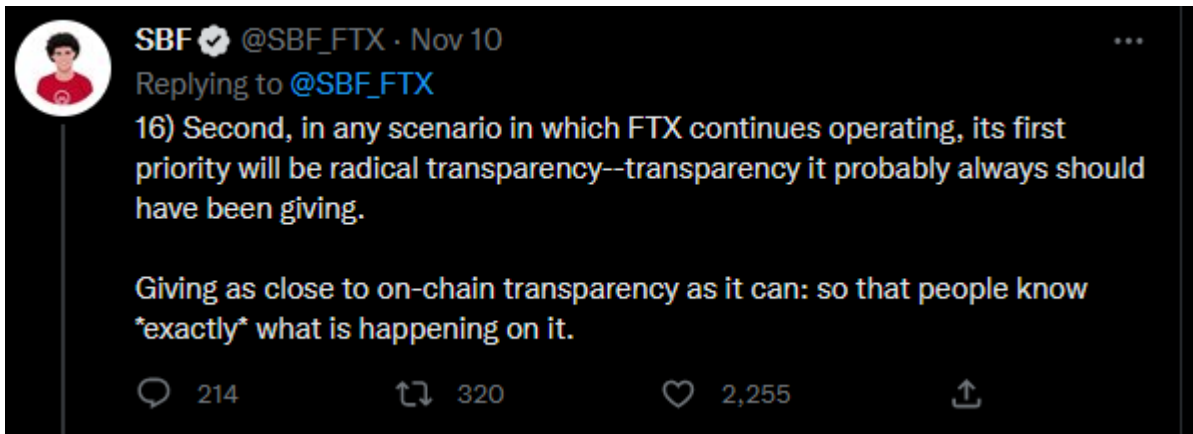 SBF @SBF_FTX · Nov 10
Replying to @SBF_FTX
16) Second, in any scenario in which FTX continues operating, its first
priority will be radical transparency--transparency it probably always should
have been giving.
Giving as close to on-chain transparency as it can: so that people know
*exactly* what is happening on it.
214 320 2,255